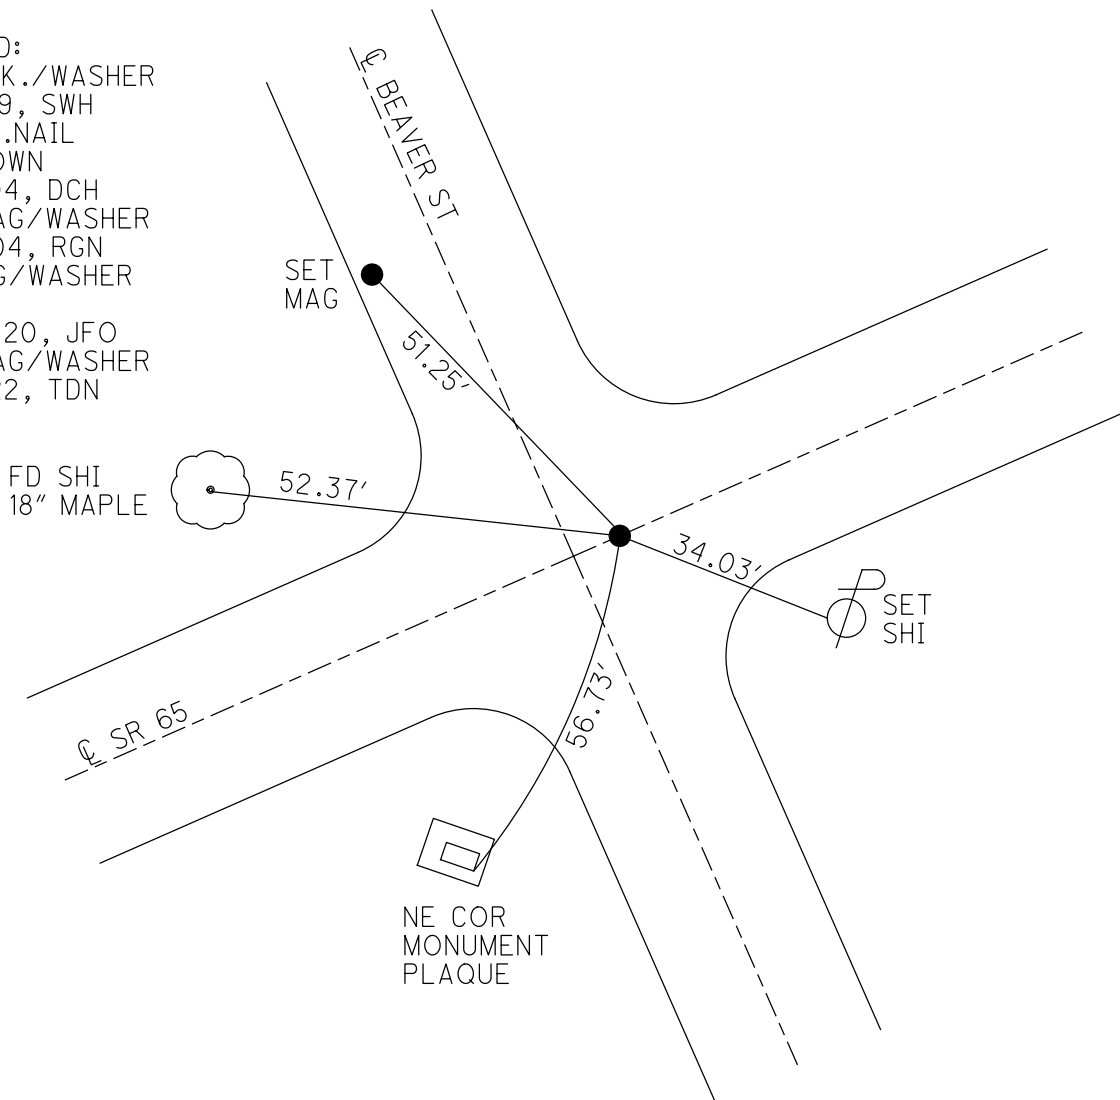 D:
K./WASHER
9, SWH
.NAIL
OWN
4, DCH
AG/WASHER
04, RGN
G/WASHER
20, JFO
AG/WASHER
2, TDN
℄ BEAVER ST
SET
MAG
51.25'
FD SHI
18" MAPLE
52.37'
34.03'
SET
SHI
56.73'
℄ SR 65
NE COR
MONUMENT
PLAQUE